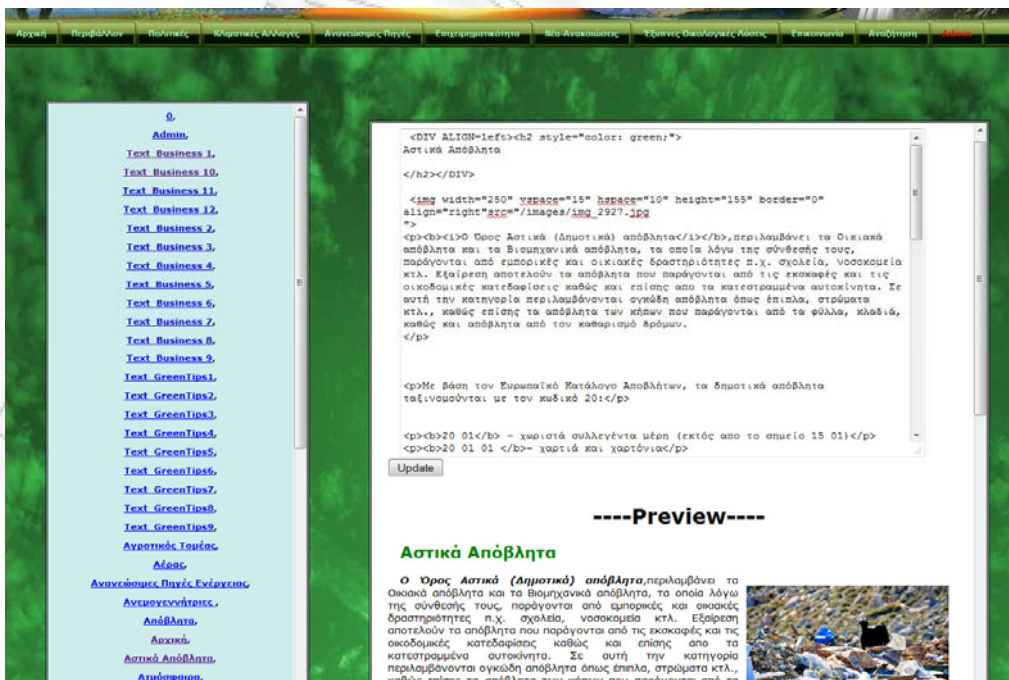 Αρχική Περιβάλλον Πολιτικές Κλιματικές Αλλαγές Ανανεώσιμες Πηγές Επιχειρηματικότητα Νέα-Ανακοινώσεις Έξυπνες Οικολογικές Λύσεις Επικοινωνία Αναζήτηση Admin
0,
Admin,
Text_Business 1,
Text_Business 10,
Text_Business 11,
Text_Business 12,
Text_Business 2,
Text_Business 3,
Text_Business 4,
Text_Business 5,
Text_Business 6,
Text_Business 7,
Text_Business 8,
Text_Business 9,
Text_GreenTips1,
Text_GreenTips2,
Text_GreenTips3,
Text_GreenTips4,
Text_GreenTips5,
Text_GreenTips6,
Text_GreenTips7,
Text_GreenTips8,
Text_GreenTips9,
Αγροτικός Τομέας,
Αέρας,
Ανανεώσιμες Πηγές Ενέργειας,
Ανεμογεννήτριες ,
Απόβλητα,
Αρχική,
Αστικά Απόβλητα,
Ατμόσφαιρα,
<DIV ALIGN=left><h2 style="color: green;">
Αστικά Απόβλητα
</h2></DIV>
<img width="250" vspace="15" hspace="10" height="155" border="0"
align="right"src="/images/img_2927.jpg
">
<p><b><i>Ο Όρος Αστικά (Δημοτικά) απόβλητα</i></b>,περιλαμβάνει τα Οικιακά
απόβλητα και τα Βιομηχανικά απόβλητα, τα οποία λόγω της σύνθεσής τους,
παράγονται από εμπορικές και οικιακές δραστηριότητες π.χ. σχολεία, νοσοκομεία
κτλ. Εξαίρεση αποτελούν τα απόβλητα που παράγονται από τις εκσκαφές και τις
οικοδομικές κατεδαφίσεις καθώς και επίσης απο τα κατεστραμμένα αυτοκίνητα. Σε
αυτή την κατηγορία περιλαμβάνονται ογκώδη απόβλητα όπως έπιπλα, στρώματα
κτλ., καθώς επίσης τα απόβλητα των κήπων που παράγονται από τα φύλλα, κλαδιά,
καθώς και απόβλητα από τον καθαρισμό δρόμων.
</p>
<p>Με βάση τον Ευρωπαϊκό Κατάλογο Αποβλήτων, τα δημοτικά απόβλητα
ταξινομούνται με τον κωδικό 20:</p>
<p><b>20 01</b> – χωριστά συλλεγέντα μέρη (εκτός απο το σημείο 15 01)</p>
<p><b>20 01 01 </b>– χαρτιά και χαρτόνια</p>
Update
----Preview----
Αστικά Απόβλητα
Ο Όρος Αστικά (Δημοτικά) απόβλητα,περιλαμβάνει τα
Οικιακά απόβλητα και τα Βιομηχανικά απόβλητα, τα οποία λόγω
της σύνθεσής τους, παράγονται από εμπορικές και οικιακές
δραστηριότητες π.χ. σχολεία, νοσοκομεία κτλ. Εξαίρεση
αποτελούν τα απόβλητα που παράγονται από τις εκσκαφές και τις
οικοδομικές κατεδαφίσεις καθώς και επίσης απο τα
κατεστραμμένα αυτοκίνητα. Σε αυτή την κατηγορία
περιλαμβάνονται ογκώδη απόβλητα όπως έπιπλα, στρώματα κτλ.,
καθώς επίσης τα απόβλητα των κήπων που παράγονται από τα